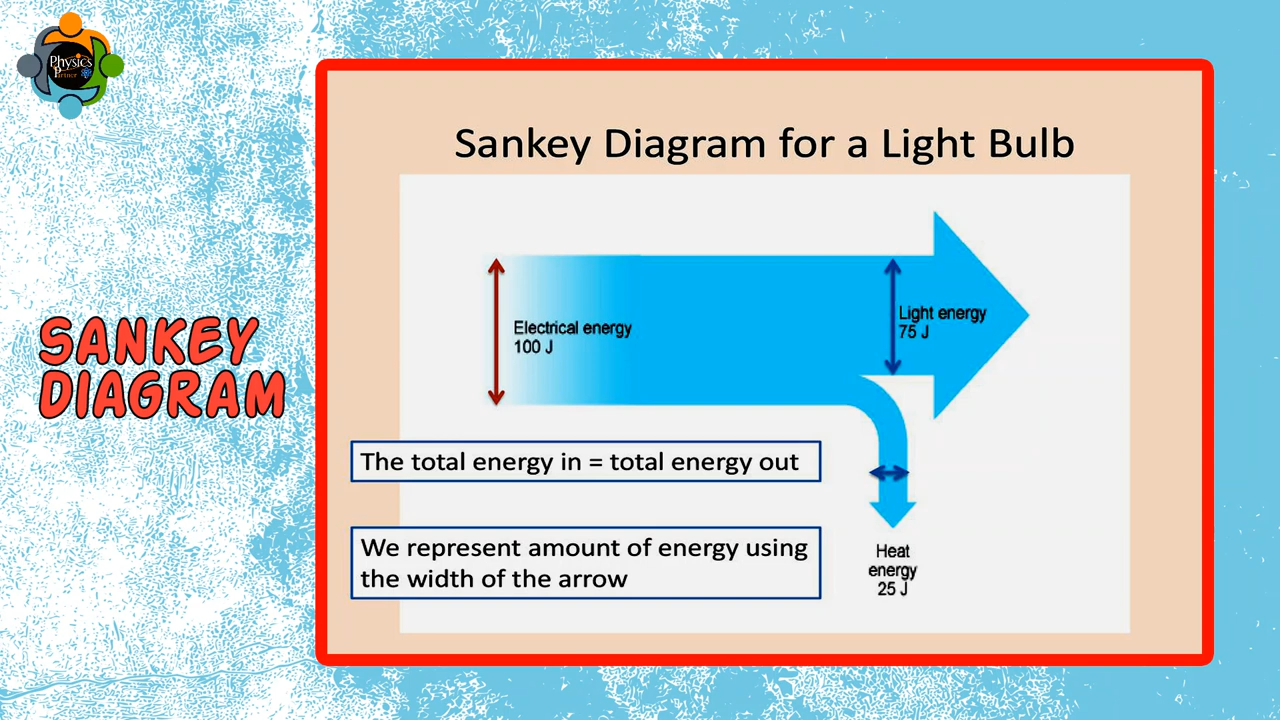 Physics
Partner
SANKEY
DIAGRAM
Sankey Diagram for a Light Bulb
Electrical energy
100 J
Light energy
75 J
The total energy in = total energy out
We represent amount of energy using
the width of the arrow
Heat
energy
25 J